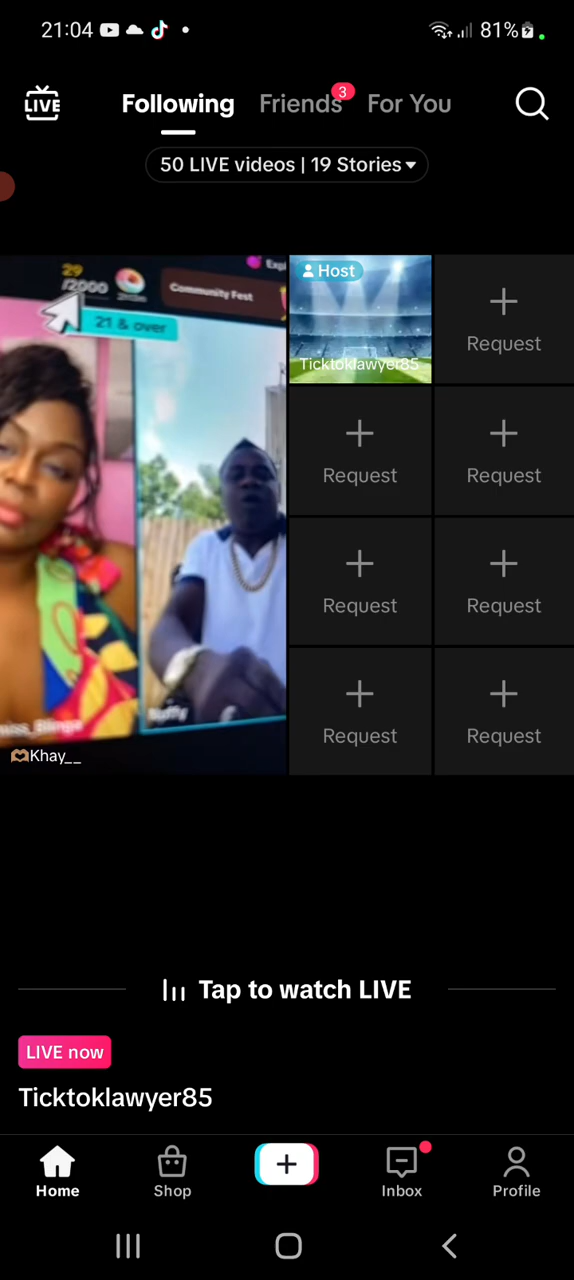 21:04
81%
LIVE
Following
Friends
3
For You
50 LIVE videos | 19 Stories
29
/2000
Community Fest
21 & over
Host
Ticktoklawyer85
Request
Request
Request
Request
Request
Request
Request
Khay__
Tap to watch LIVE
LIVE now
Ticktoklawyer85
Home
Shop
Inbox
Profile